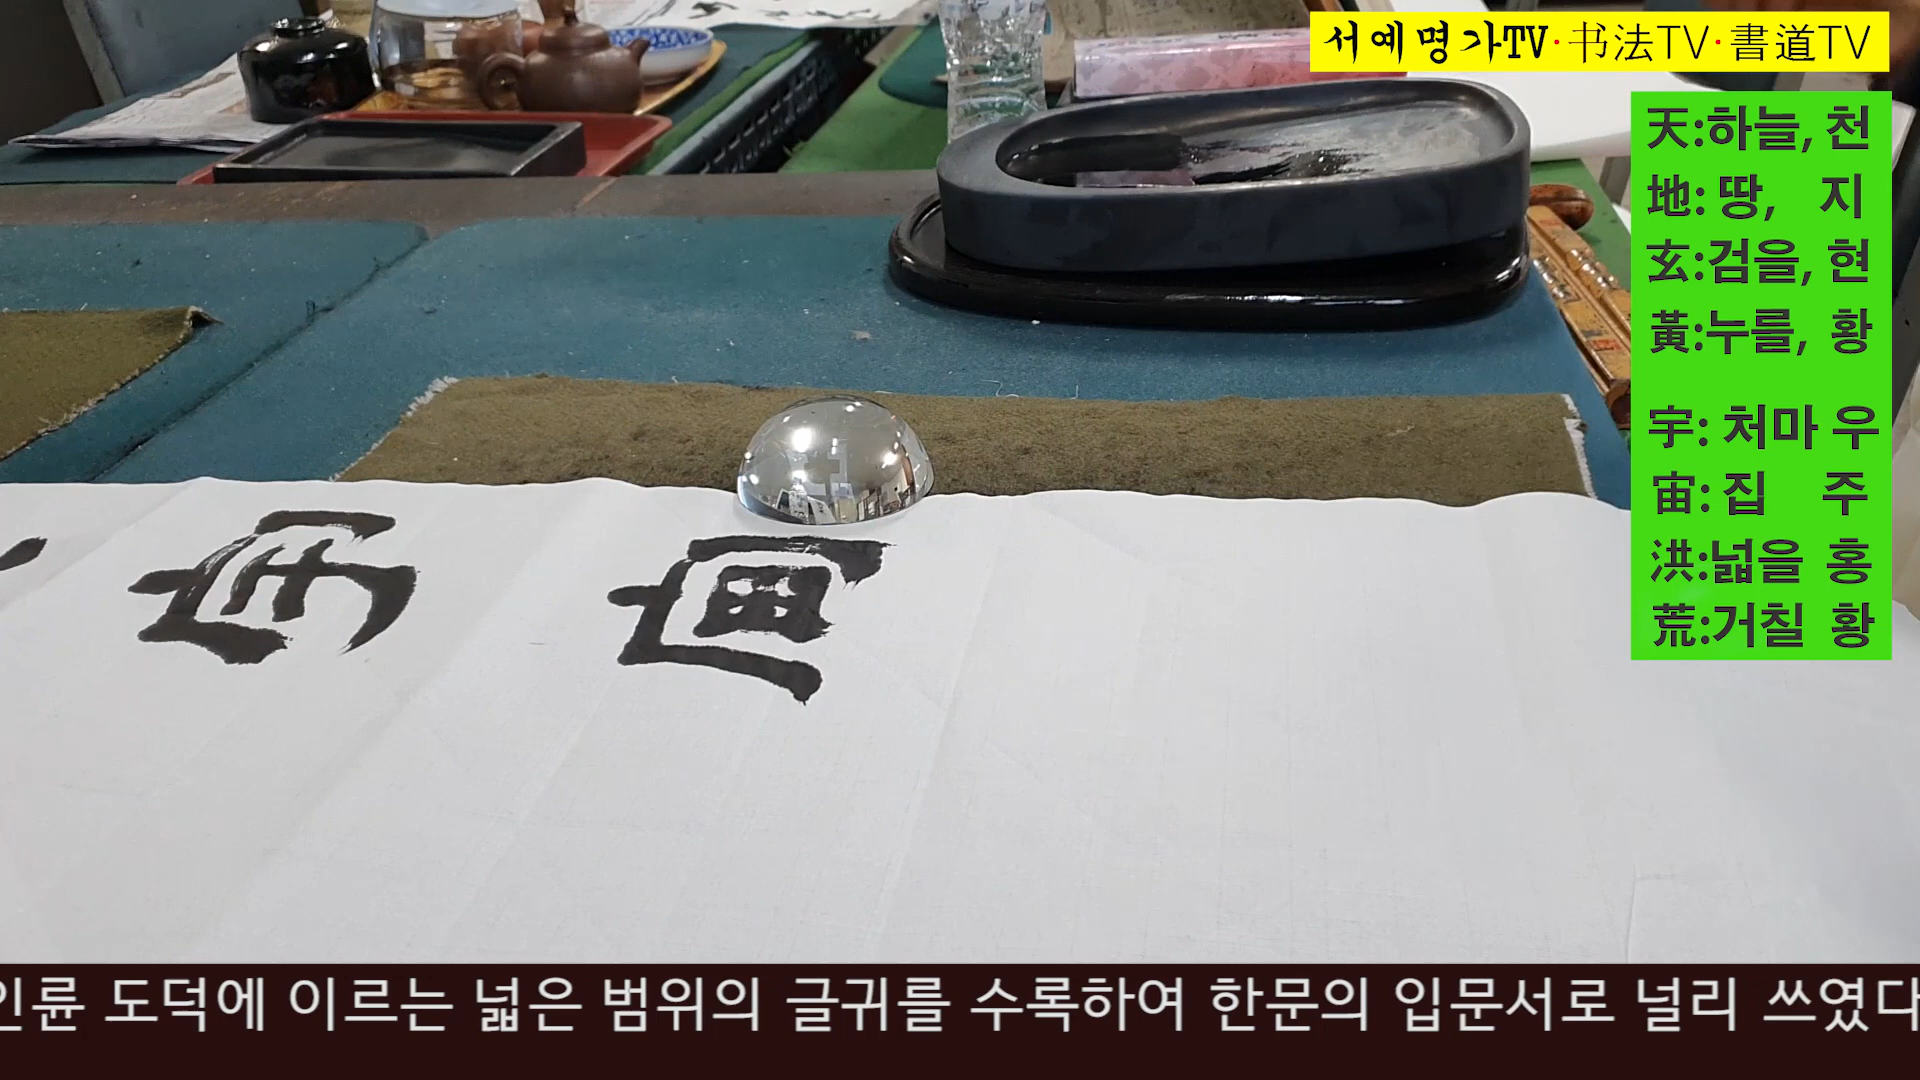 서예명가TV·书法TV·書道TV
天:하늘, 천
地: 땅, 지
玄:검을, 현
黃:누를, 황
宇: 처마 우
宙: 집 주
洪:넓을 홍
荒:거칠 황
宇 宙
인륜 도덕에 이르는 넓은 범위의 글귀를 수록하여 한문의 입문서로 널리 쓰였다